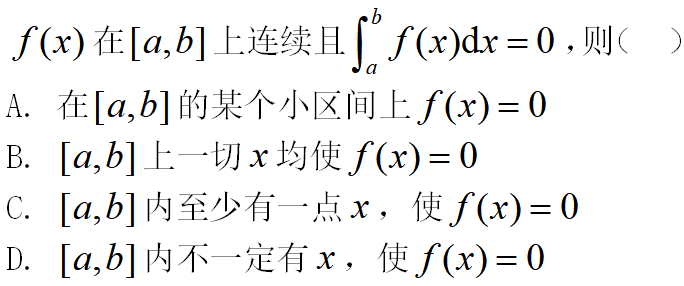 f(x) 在 [a,b] 上连续且 ∫_a^b f(x)dx = 0 ,则( )
A. 在[a,b]的某个小区间上 f(x) = 0
B. [a,b]上一切 x 均使 f(x) = 0
C. [a,b]内至少有一点 x ，使 f(x) = 0
D. [a,b]内不一定有 x ，使 f(x) = 0